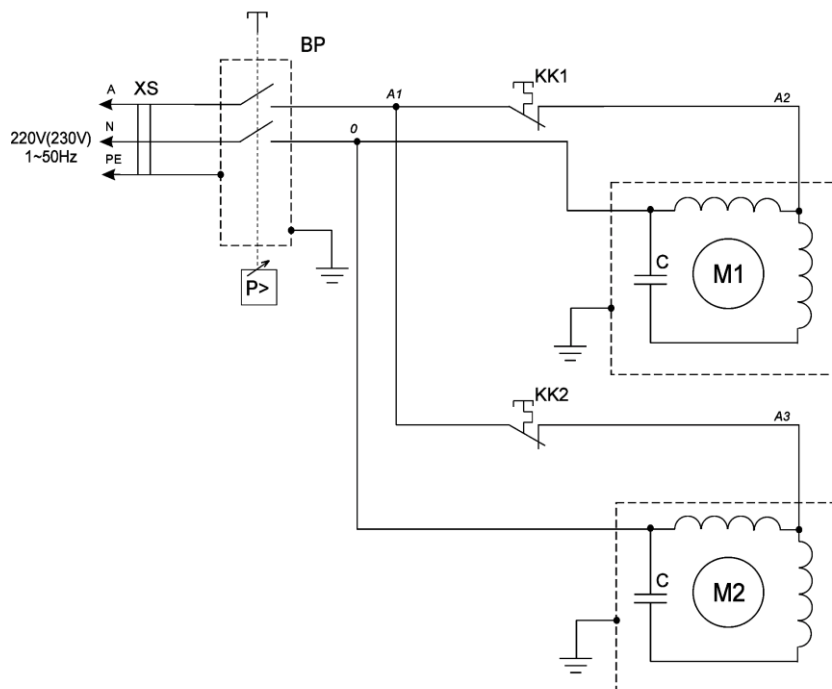 BP
A
XS
A1
KK1
A2
220V(230V)
1~50Hz
N
0
PE
P>
C
M1
KK2
A3
C
M2